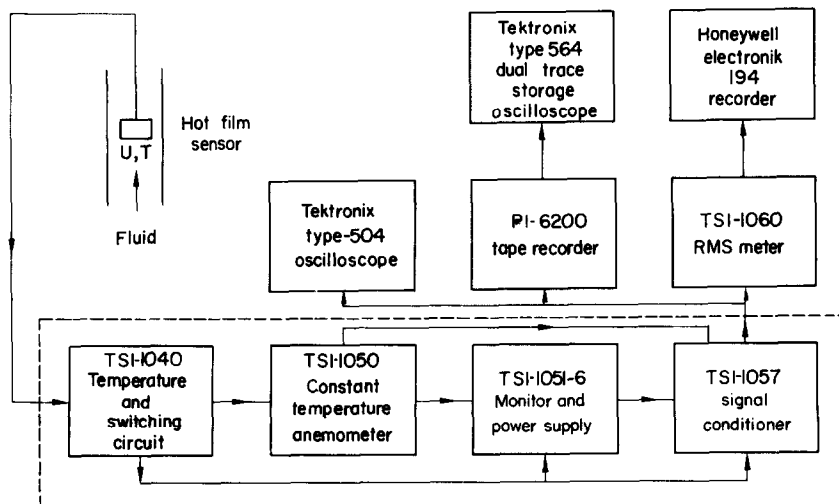 Hot film
sensor
U,T
Fluid
Tektronix
type 564
dual trace
storage
oscilloscope
Honeywell
electronik
194
recorder
Tektronix
type-504
oscilloscope
PI-6200
tape recorder
TSI-1060
RMS meter
TSI-1040
Temperature
and
switching
circuit
TSI-1050
Constant
temperature
anemometer
TSI-1051-6
Monitor and
power supply
TSI-1057
signal
conditioner